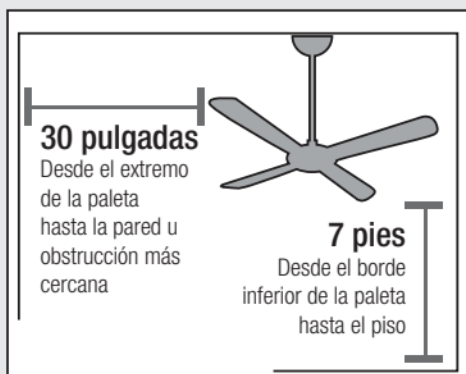 30 pulgadas
Desde el extremo
de la paleta
hasta la pared u
obstrucción más
cercana
7 pies
Desde el borde
inferior de la paleta
hasta el piso